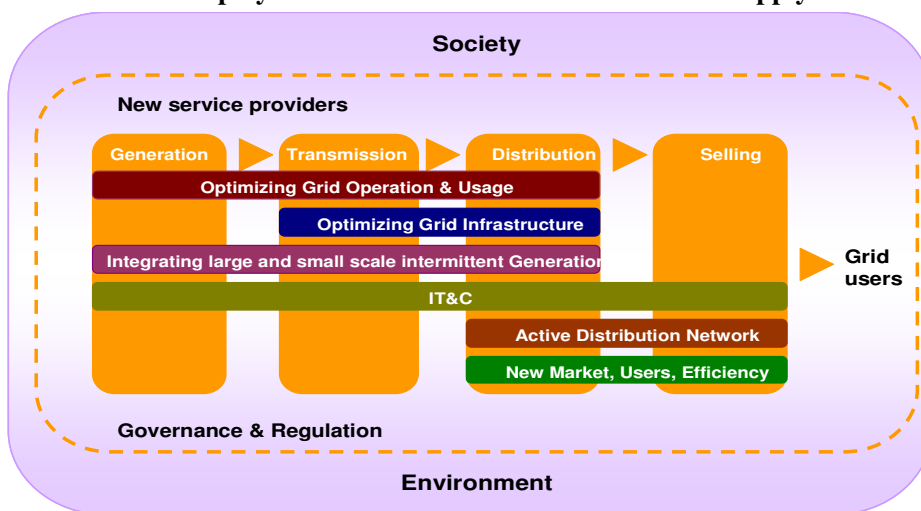 Society
New service providers
Generation Transmission Distribution Selling
Optimizing Grid Operation & Usage
Optimizing Grid Infrastructure
Integrating large and small scale intermittent Generation
Grid
users
IT&C
Active Distribution Network
New Market, Users, Efficiency
Governance & Regulation
Environment